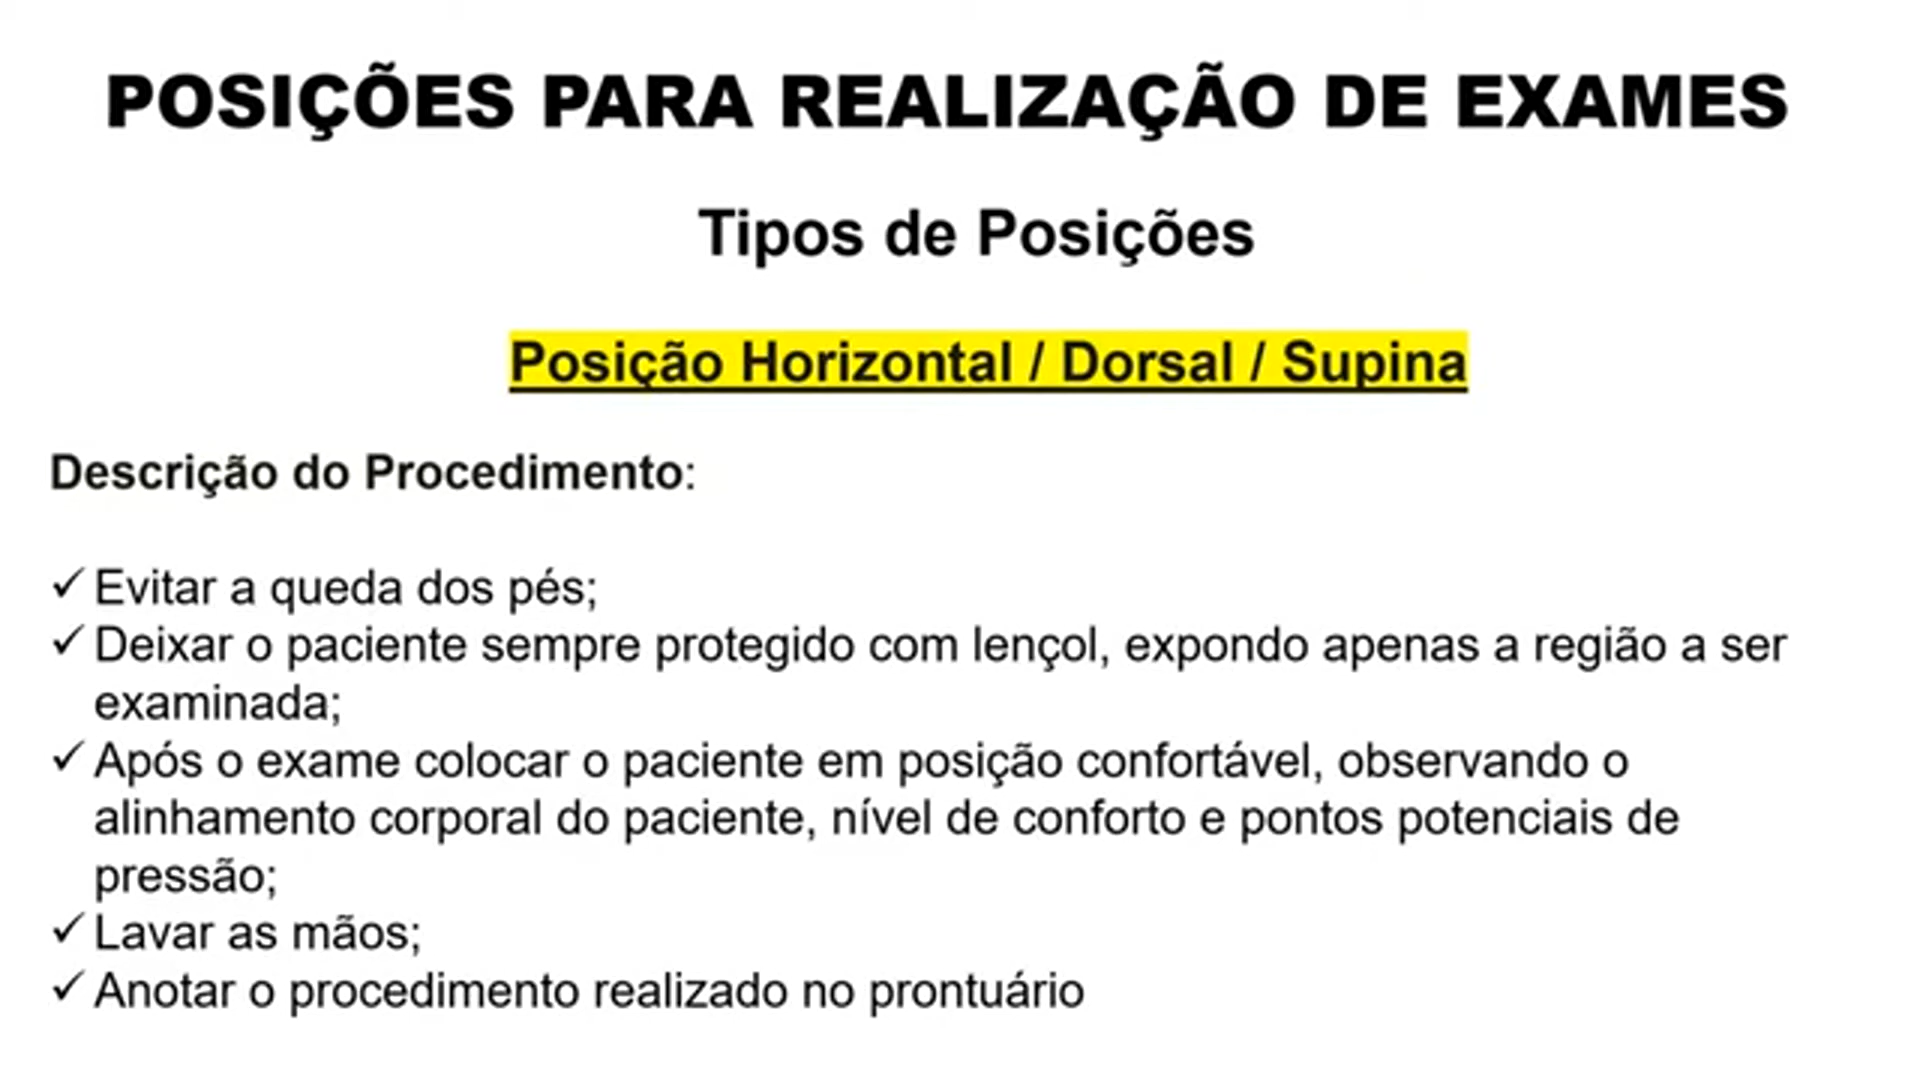 POSIÇÕES PARA REALIZAÇÃO DE EXAMES
Tipos de Posições
Posição Horizontal / Dorsal / Supina
Descrição do Procedimento:
✓ Evitar a queda dos pés;
✓ Deixar o paciente sempre protegido com lençol, expondo apenas a região a ser
examinada;
✓ Após o exame colocar o paciente em posição confortável, observando o
alinhamento corporal do paciente, nível de conforto e pontos potenciais de
pressão;
✓ Lavar as mãos;
✓ Anotar o procedimento realizado no prontuário